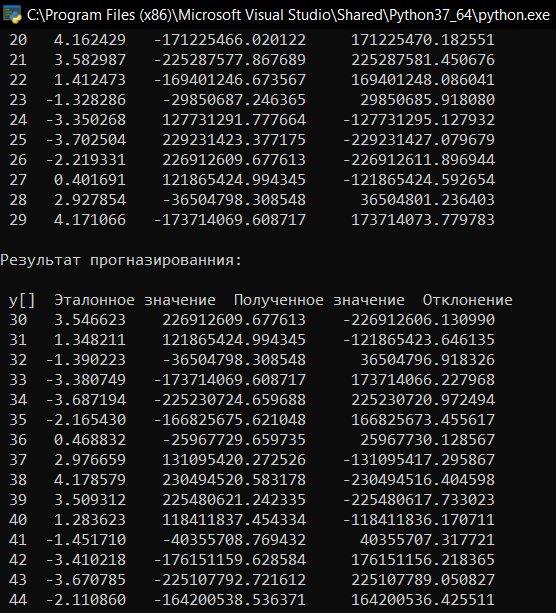 C:\Program Files (x86)\Microsoft Visual Studio\Shared\Python37_64\python.exe
20 4.162429 -171225466.020122 171225470.182551
21 3.582987 -225287577.867689 225287581.450676
22 1.412473 -169401246.673567 169401248.086041
23 -1.328286 -29850687.246365 29850685.918080
24 -3.350268 127731291.777664 -127731295.127932
25 -3.702504 229231423.377175 -229231427.079679
26 -2.219331 226912609.677613 -226912611.896944
27 0.401691 121865424.994345 -121865424.592654
28 2.927854 -36504798.308548 36504801.236403
29 4.171066 -173714069.608717 173714073.779783
Результат прогназированния:
y[] Эталонное значение Полученное значение Отклонение
30 3.546623 226912609.677613 -226912606.130990
31 1.348211 121865424.994345 -121865423.646135
32 -1.390223 -36504798.308548 36504796.918326
33 -3.380749 -173714069.608717 173714066.227968
34 -3.687194 -225230724.659688 225230720.972494
35 -2.165430 -166825675.621048 166825673.455617
36 0.468832 -25967729.659735 25967730.128567
37 2.976659 131095420.272526 -131095417.295867
38 4.178579 230494520.583178 -230494516.404598
39 3.509312 225480621.242335 -225480617.733023
40 1.283623 118411837.454334 -118411836.170711
41 -1.451710 -40355708.769432 40355707.317721
42 -3.410218 -176151159.628584 176151156.218365
43 -3.670785 -225107792.721612 225107789.050827
44 -2.110860 -164200538.536371 164200536.425511